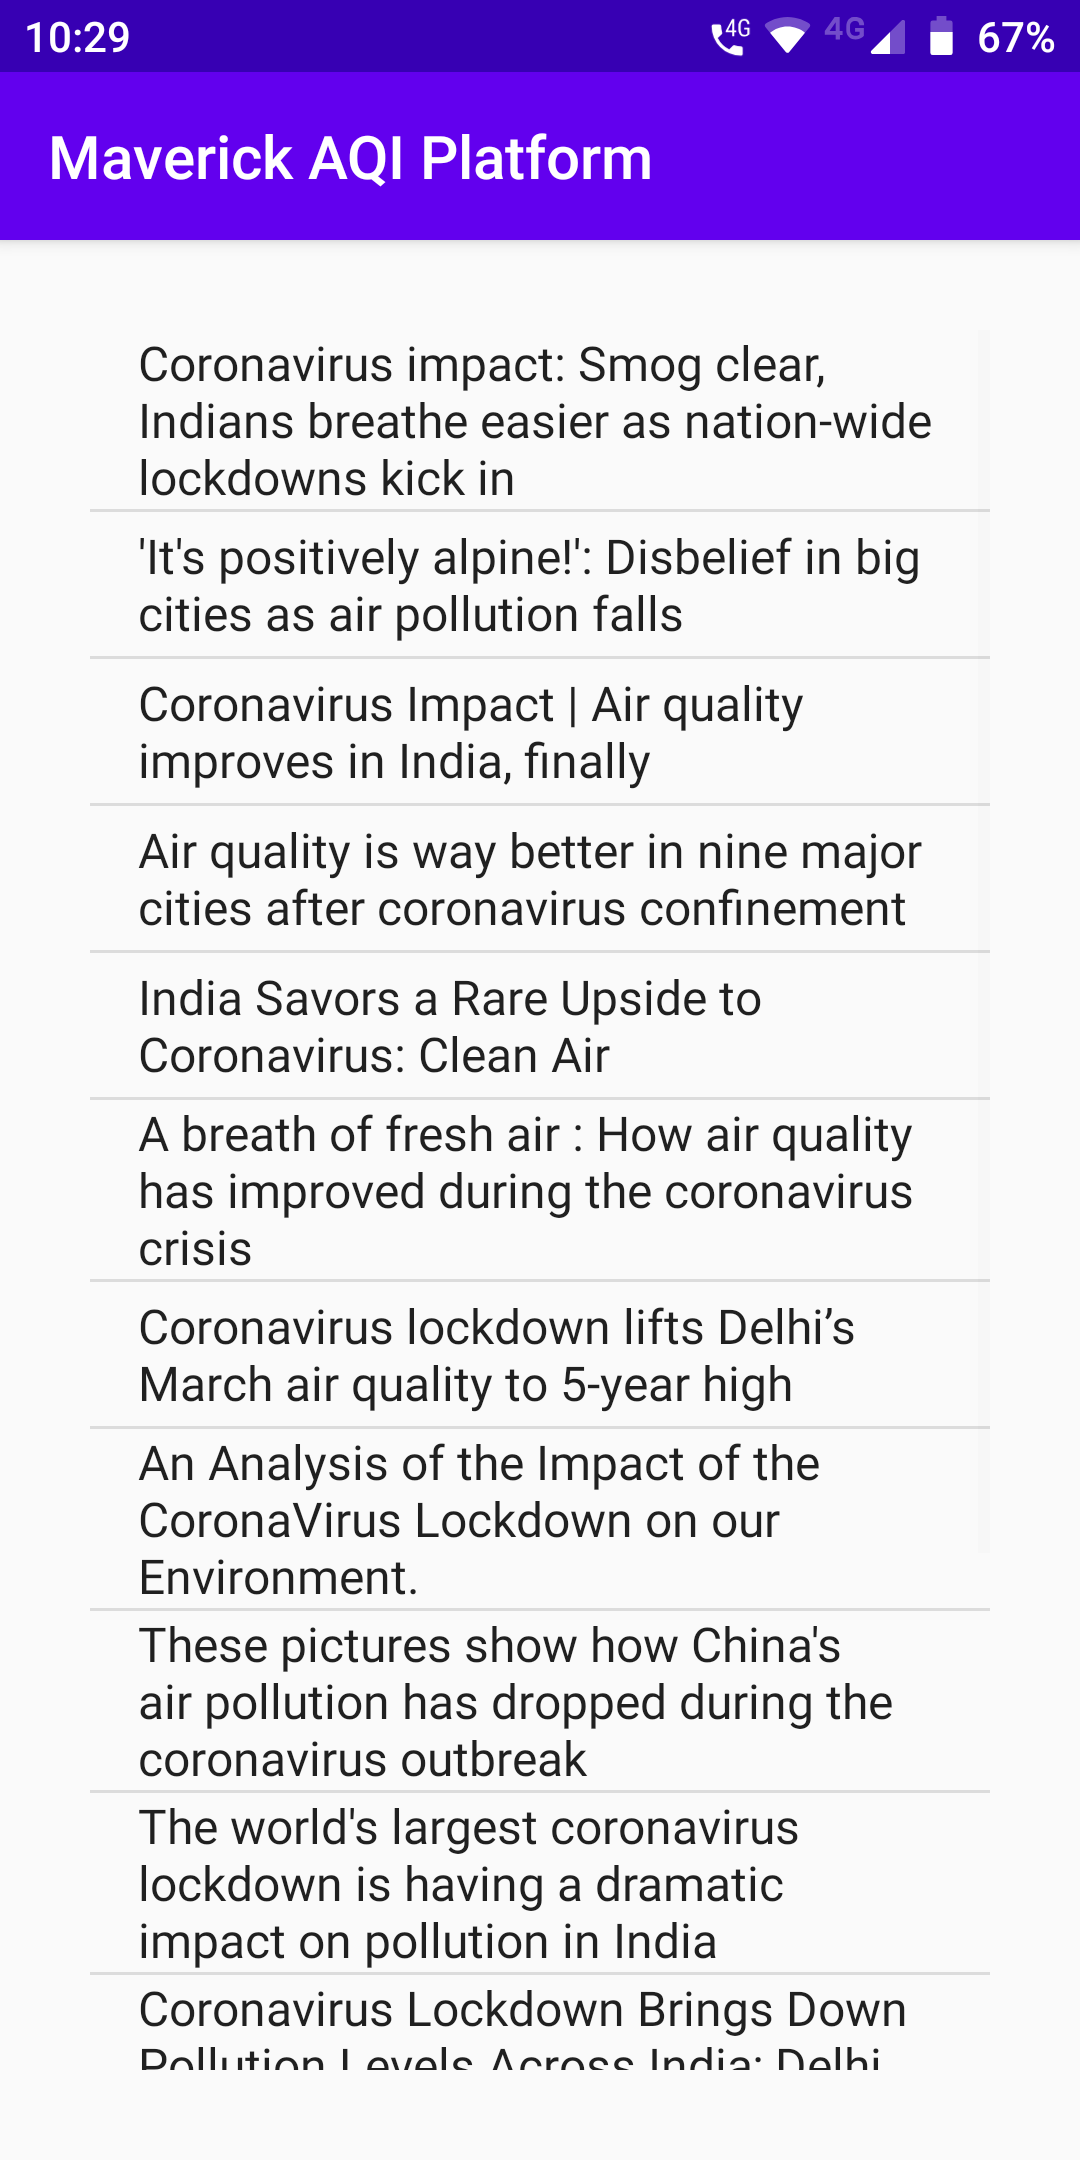 10:29
4G
4G
67%
Maverick AQI Platform
Coronavirus impact: Smog clear,
Indians breathe easier as nation-wide
lockdowns kick in
'It's positively alpine!': Disbelief in big
cities as air pollution falls
Coronavirus Impact | Air quality
improves in India, finally
Air quality is way better in nine major
cities after coronavirus confinement
India Savors a Rare Upside to
Coronavirus: Clean Air
A breath of fresh air : How air quality
has improved during the coronavirus
crisis
Coronavirus lockdown lifts Delhi’s
March air quality to 5-year high
An Analysis of the Impact of the
CoronaVirus Lockdown on our
Environment.
These pictures show how China's
air pollution has dropped during the
coronavirus outbreak
The world's largest coronavirus
lockdown is having a dramatic
impact on pollution in India
Coronavirus Lockdown Brings Down
Pollution Levels Across India: Delhi